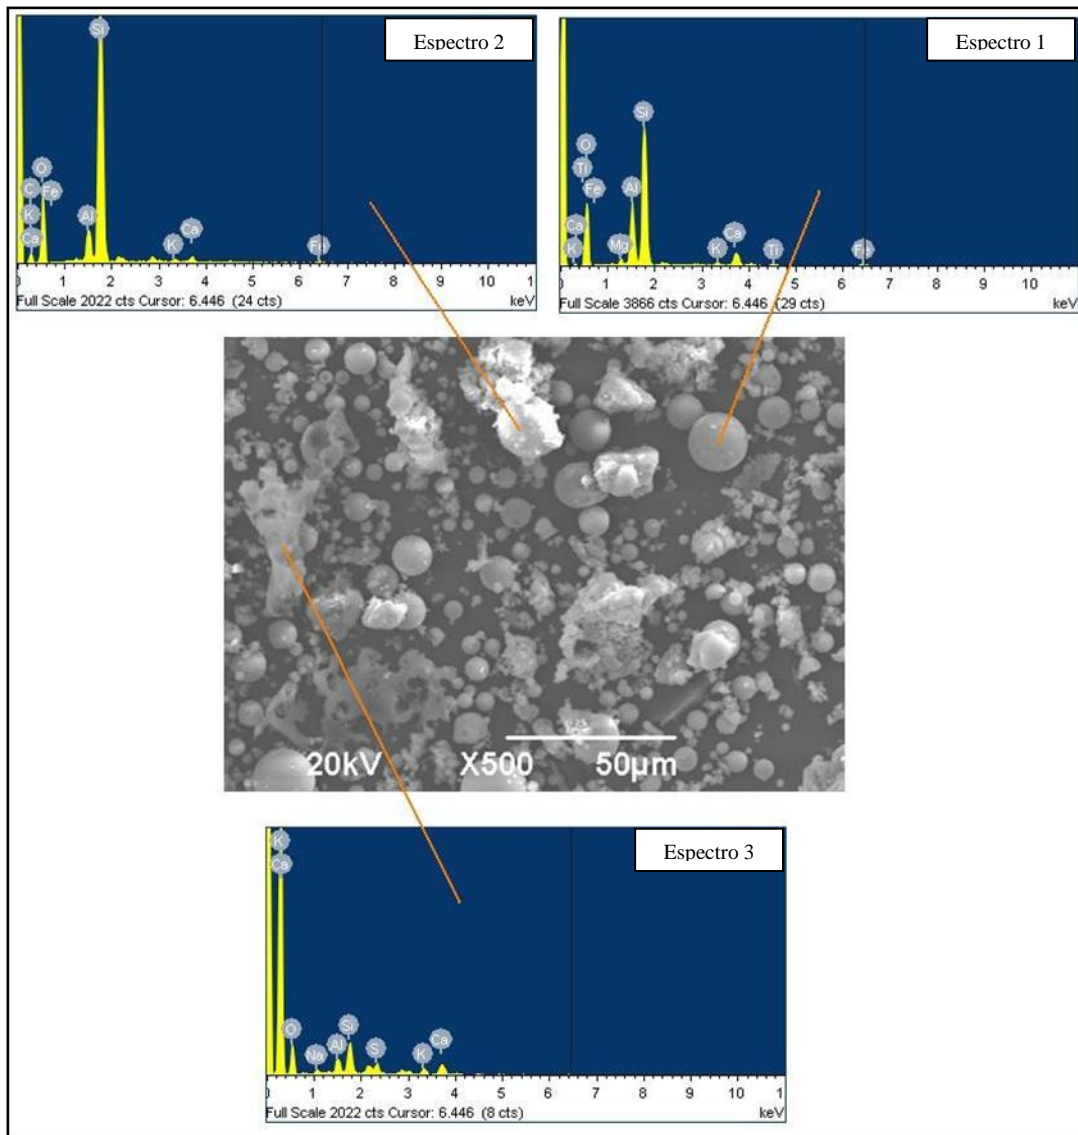 Espectro 2
Si
O
C
Fe
K
Al
Ca
K
Ca
Fe
0 1 2 3 4 5 6 7 8 9 10 1
Full Scale 2022 cts Cursor: 6.446 (24 cts)
keV
Espectro 1
Si
O
Ti
Fe
Al
Ca
K
Mg
K
Ca
Ti
Fe
0 1 2 3 4 5 6 7 8 9 10
Full Scale 3866 cts Cursor: 6.446 (29 cts)
keV
20kV X500 50µm
Espectro 3
K
Ca
O
Na
Al
Si
S
K
Ca
0 1 2 3 4 5 6 7 8 9 10 1
Full Scale 2022 cts Cursor: 6.446 (8 cts)
keV